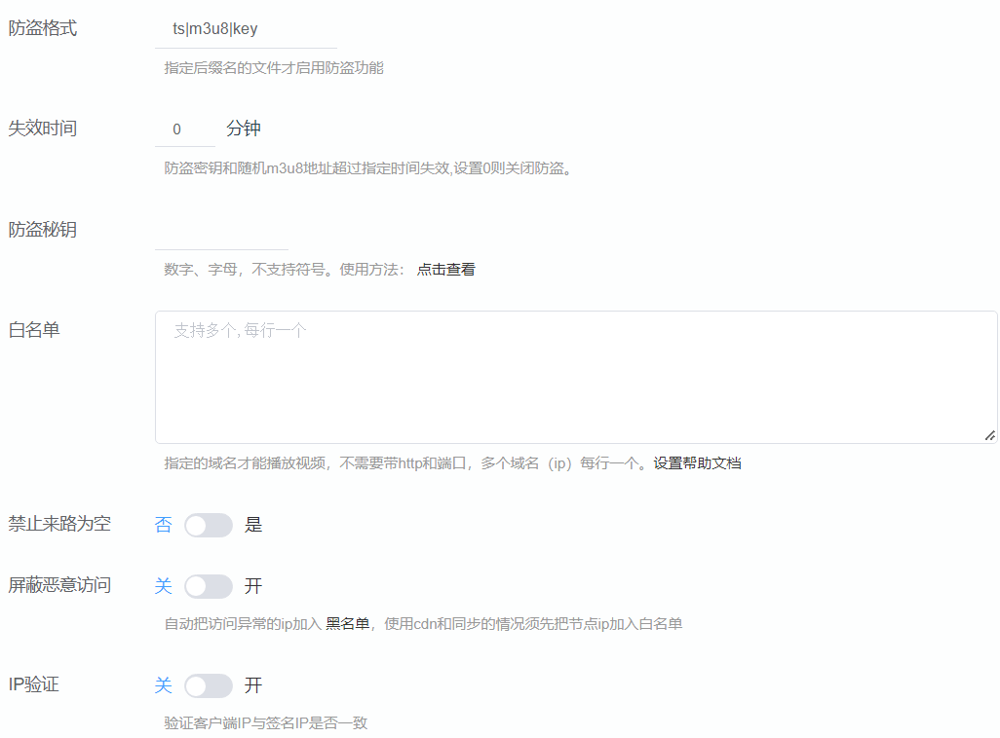 防盗格式 ts|m3u8|key
指定后缀名的文件才启用防盗功能
失效时间 0 分钟
防盗密钥和随机m3u8地址超过指定时间失效,设置0则关闭防盗。
防盗秘钥
数字、字母，不支持符号。使用方法： 点击查看
白名单 支持多个,每行一个
指定的域名才能播放视频，不需要带http和端口，多个域名（ip）每行一个。设置帮助文档
禁止来路为空 否 是
屏蔽恶意访问 关 开
自动把访问异常的ip加入 黑名单，使用cdn和同步的情况须先把节点ip加入白名单
IP验证 关 开
验证客户端IP与签名IP是否一致